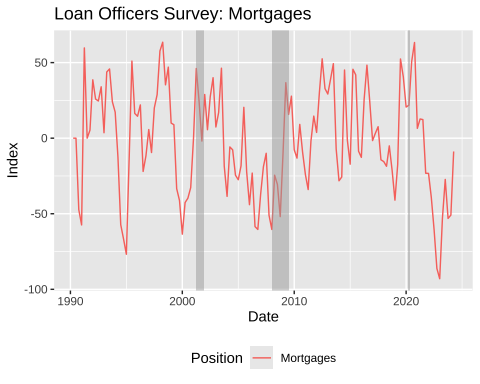 Loan Officers Survey: Mortgages
Index
50
0
-50
-100
1990 2000 2010 2020
Date
Position Mortgages